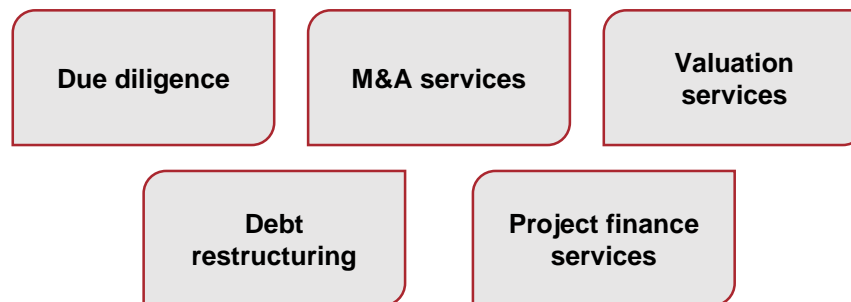 Due diligence
M&A services
Valuation
services
Debt
restructuring
Project finance
services